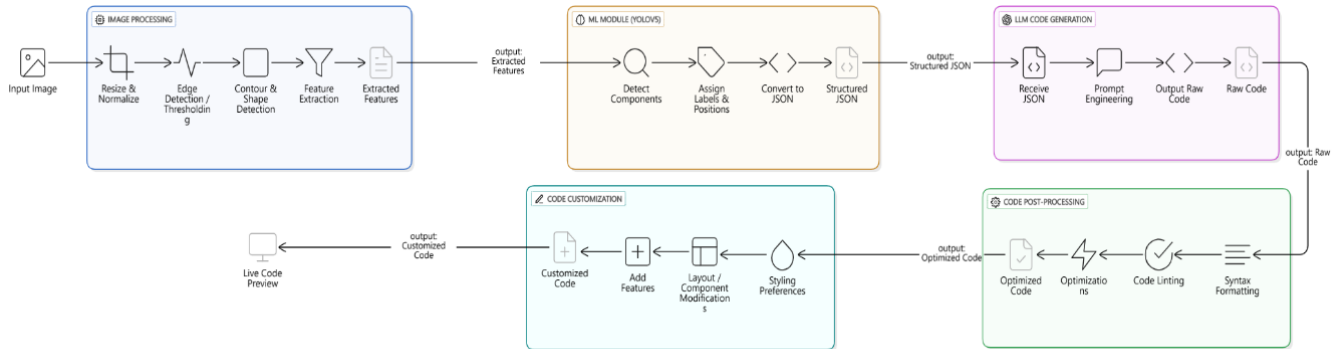 IMAGE PROCESSING
Input Image
Resize &
Normalize
Edge
Detection /
Thresholdin
g
Contour &
Shape
Detection
Feature
Extraction
Extracted
Features
output:
Extracted
Features
ML MODULE (YOLOV5)
Detect
Components
Assign
Labels &
Positions
Convert to
JSON
Structured
JSON
output:
Structured JSON
LLM CODE GENERATION
Receive
JSON
Prompt
Engineering
Output Raw
Code
Raw Code
output: Raw
Code
CODE POST-PROCESSING
Syntax
Formatting
Code Linting
Optimizatio
ns
Optimized
Code
output:
Optimized Code
CODE CUSTOMIZATION
Styling
Preferences
Layout /
Component
Modification
s
Add
Features
Customized
Code
output:
Customized
Code
Live Code
Preview